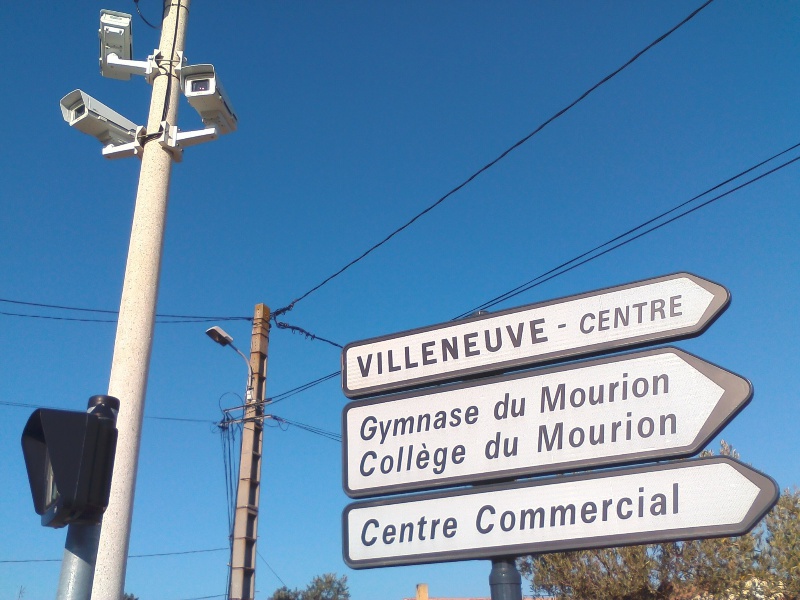 VILLENEUVE - CENTRE
Gymnase du Mourion
Collège du Mourion
Centre Commercial